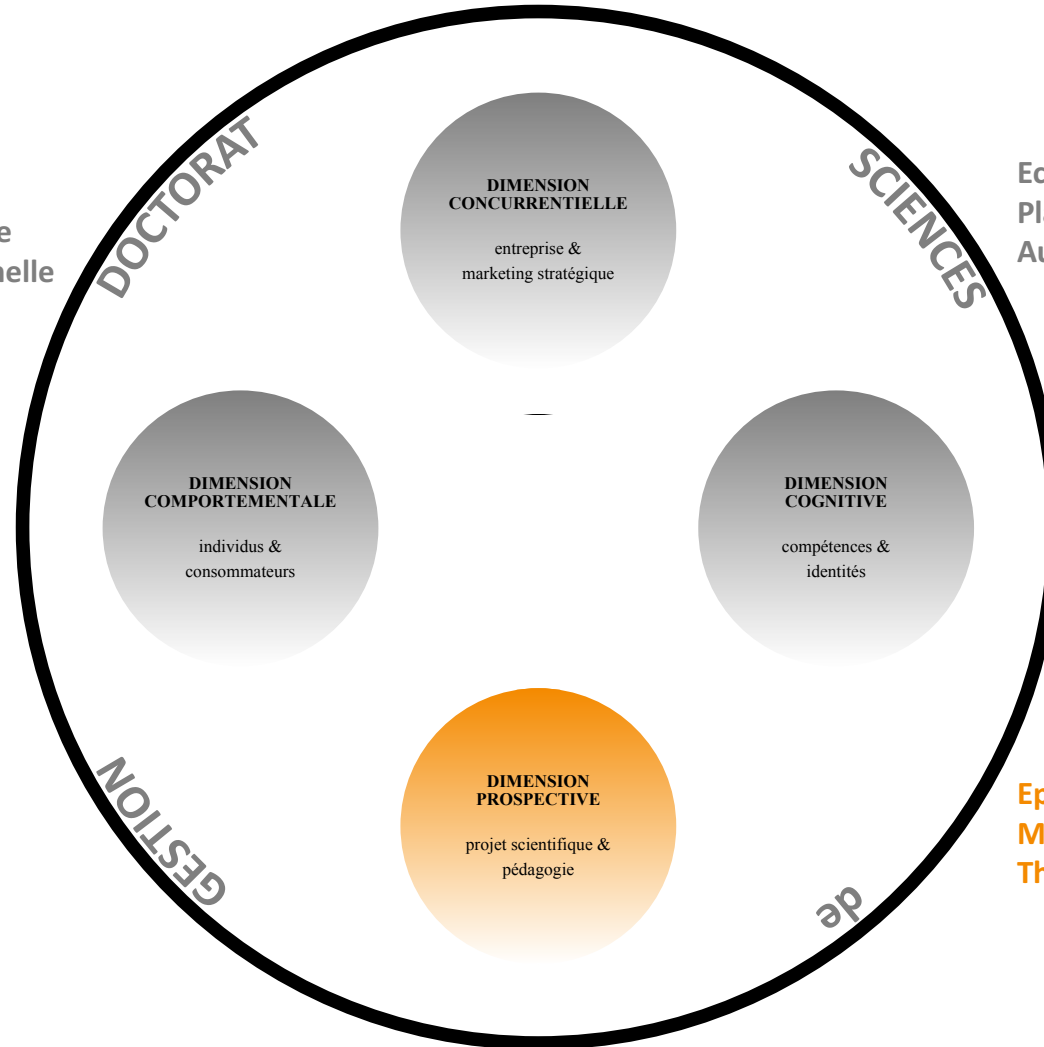 DOCTORAT
SCIENCES
de
GESTION
DIMENSION
CONCURRENTIELLE
entreprise &
marketing stratégique
DIMENSION
COMPORTEMENTALE
individus &
consommateurs
DIMENSION
COGNITIVE
compétences &
identités
DIMENSION
PROSPECTIVE
projet scientifique &
pédagogie